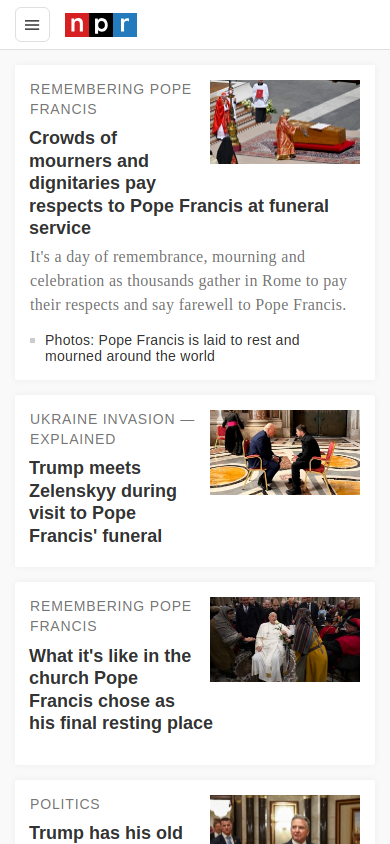 npr
REMEMBERING POPE
FRANCIS
Crowds of
mourners and
dignitaries pay
respects to Pope Francis at funeral
service
It's a day of remembrance, mourning and
celebration as thousands gather in Rome to pay
their respects and say farewell to Pope Francis.
Photos: Pope Francis is laid to rest and
mourned around the world
UKRAINE INVASION —
EXPLAINED
Trump meets
Zelenskyy during
visit to Pope
Francis' funeral
REMEMBERING POPE
FRANCIS
What it's like in the
church Pope
Francis chose as
his final resting place
POLITICS
Trump has his old